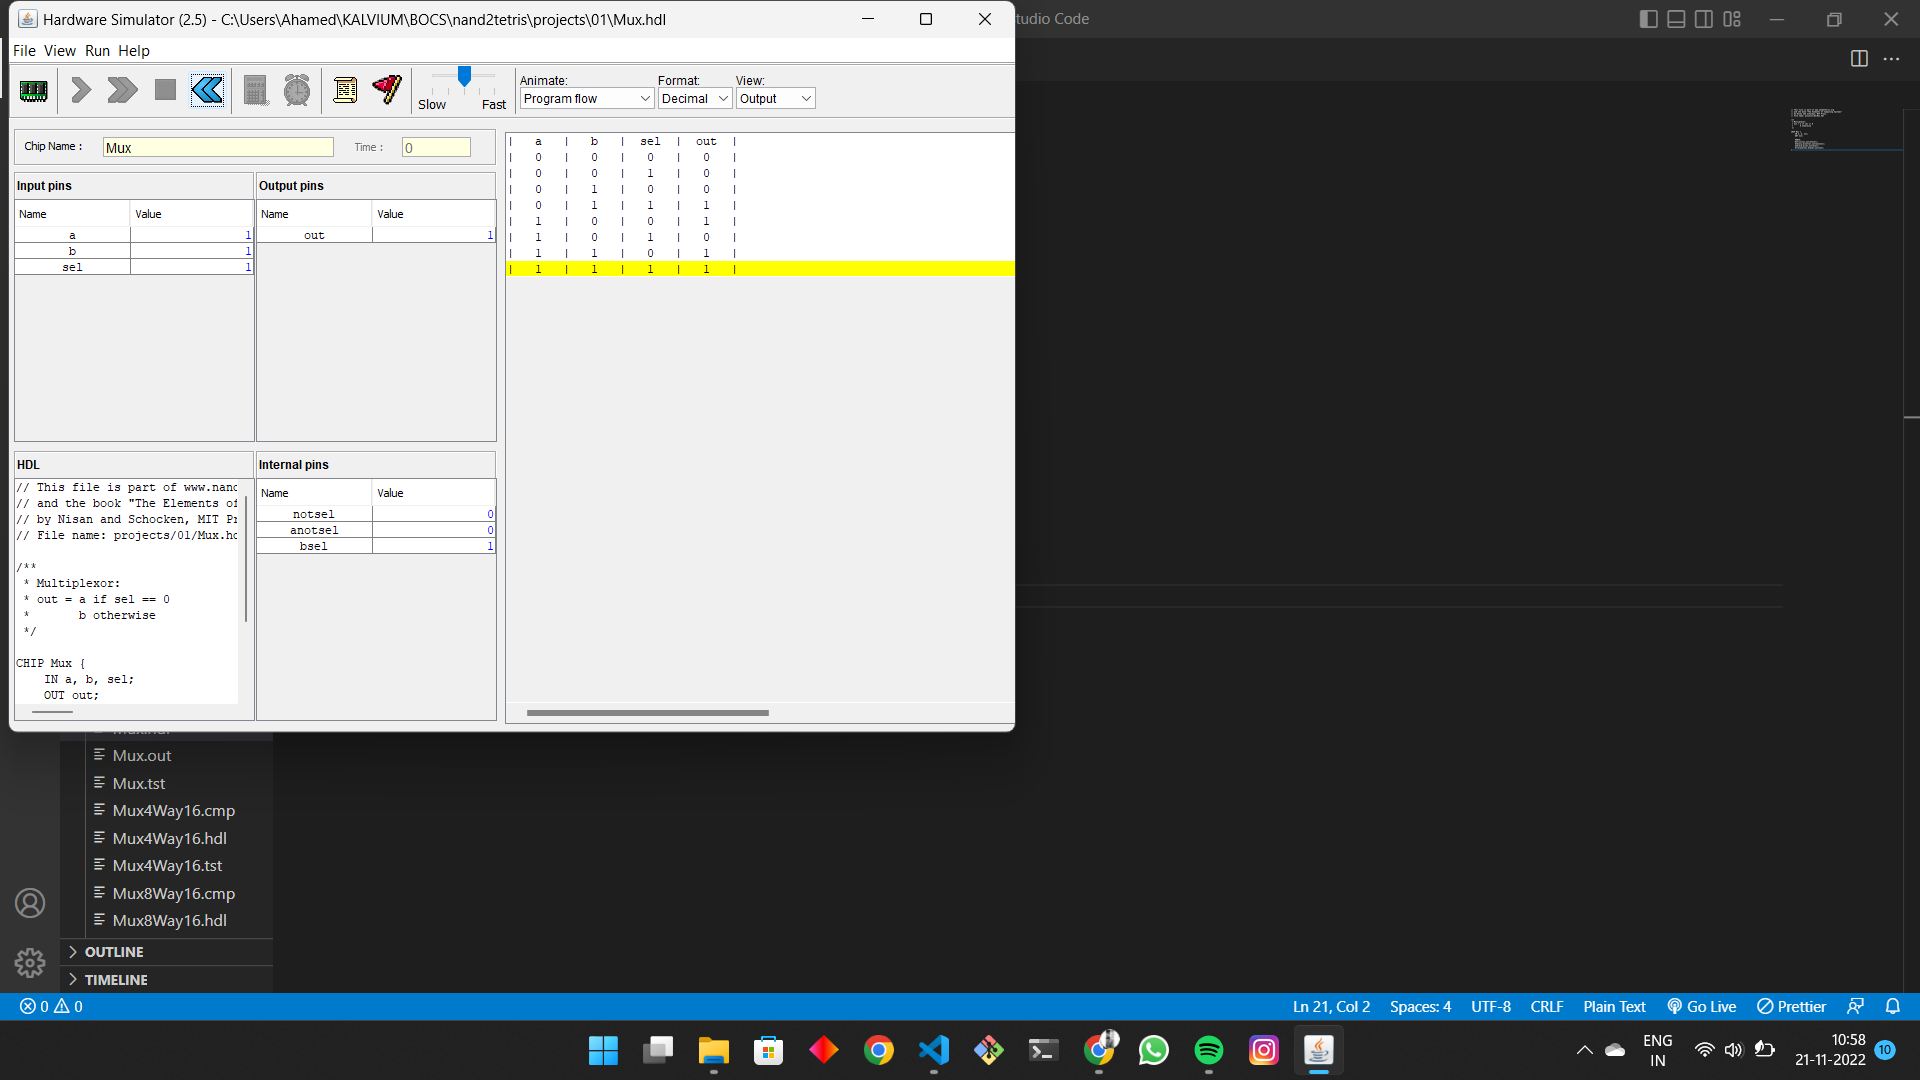 Hardware Simulator (2.5) - C:\Users\Ahamed\KALVIUM\BOCS\nand2tetris\projects\01\Mux.hdl
tudio Code
File View Run Help
Slow Fast
Animate:
Program flow
Format:
Decimal
View:
Output
Chip Name : Mux Time : 0
Input pins
Name Value
a 1
b 1
sel 1
Output pins
Name Value
out 1
| a | b | sel | out |
| 0 | 0 | 0 | 0 |
| 0 | 0 | 1 | 0 |
| 0 | 1 | 0 | 0 |
| 0 | 1 | 1 | 1 |
| 1 | 0 | 0 | 1 |
| 1 | 0 | 1 | 0 |
| 1 | 1 | 0 | 1 |
| 1 | 1 | 1 | 1 |
HDL
// This file is part of www.nand
// and the book "The Elements of
// by Nisan and Schocken, MIT Pr
// File name: projects/01/Mux.hd
/**
* Multiplexor:
* out = a if sel == 0
* b otherwise
*/
CHIP Mux {
IN a, b, sel;
OUT out;
Internal pins
Name Value
notsel 0
anotsel 0
bsel 1
Mux.out
Mux.tst
Mux4Way16.cmp
Mux4Way16.hdl
Mux4Way16.tst
Mux8Way16.cmp
Mux8Way16.hdl
OUTLINE
TIMELINE
0 0
Ln 21, Col 2 Spaces: 4 UTF-8 CRLF Plain Text Go Live Prettier
ENG
IN
10:58
21-11-2022
10